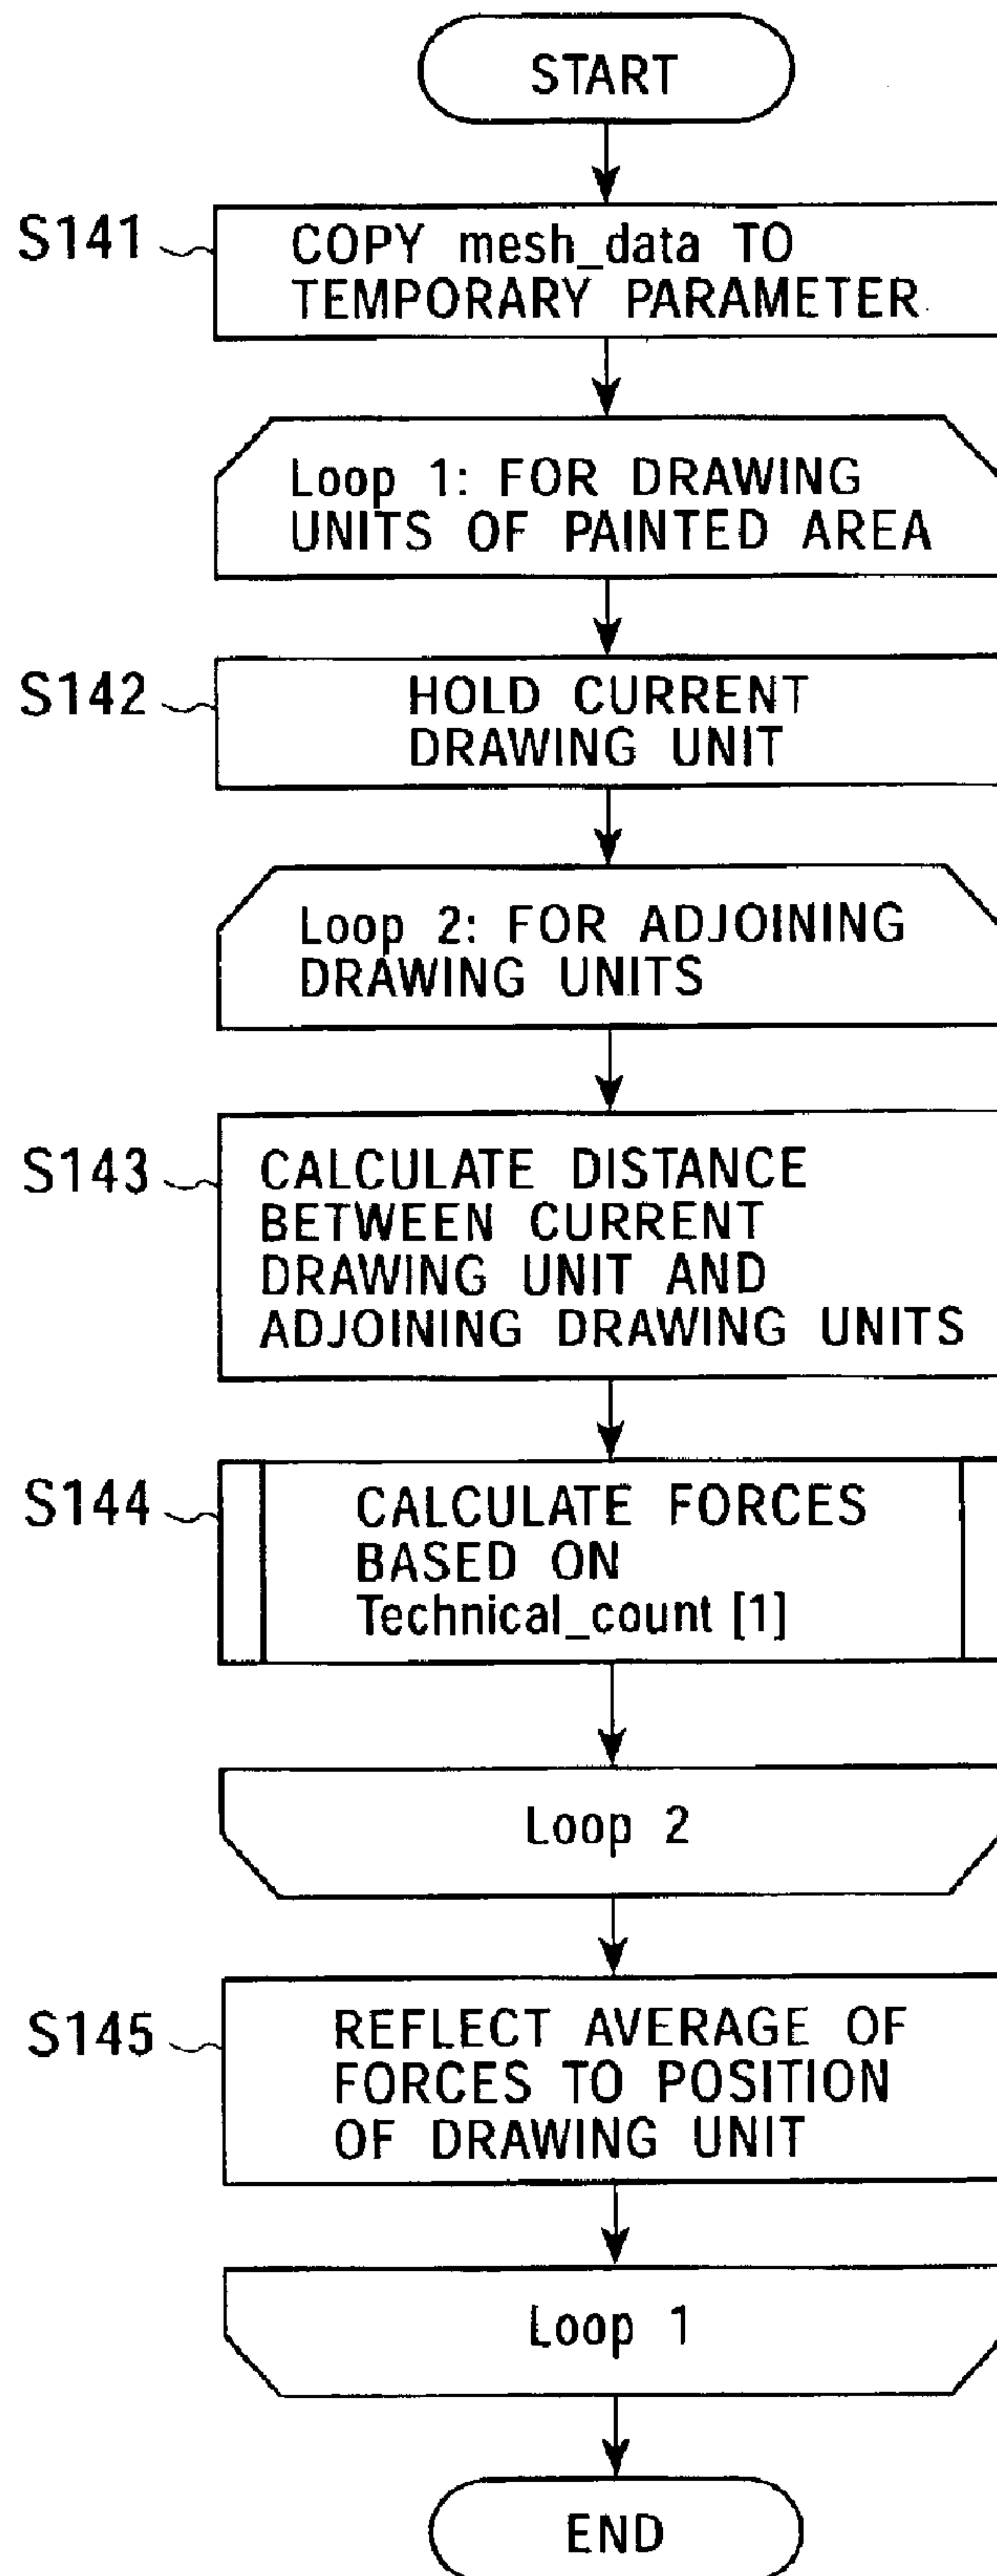 START
S141
COPY mesh_data TO
TEMPORARY PARAMETER
Loop 1: FOR DRAWING
UNITS OF PAINTED AREA
S142
HOLD CURRENT
DRAWING UNIT
Loop 2: FOR ADJOINING
DRAWING UNITS
S143
CALCULATE DISTANCE
BETWEEN CURRENT
DRAWING UNIT AND
ADJOINING DRAWING UNITS
S144
CALCULATE FORCES
BASED ON
Technical_count [1]
Loop 2
S145
REFLECT AVERAGE OF
FORCES TO POSITION
OF DRAWING UNIT
Loop 1
END